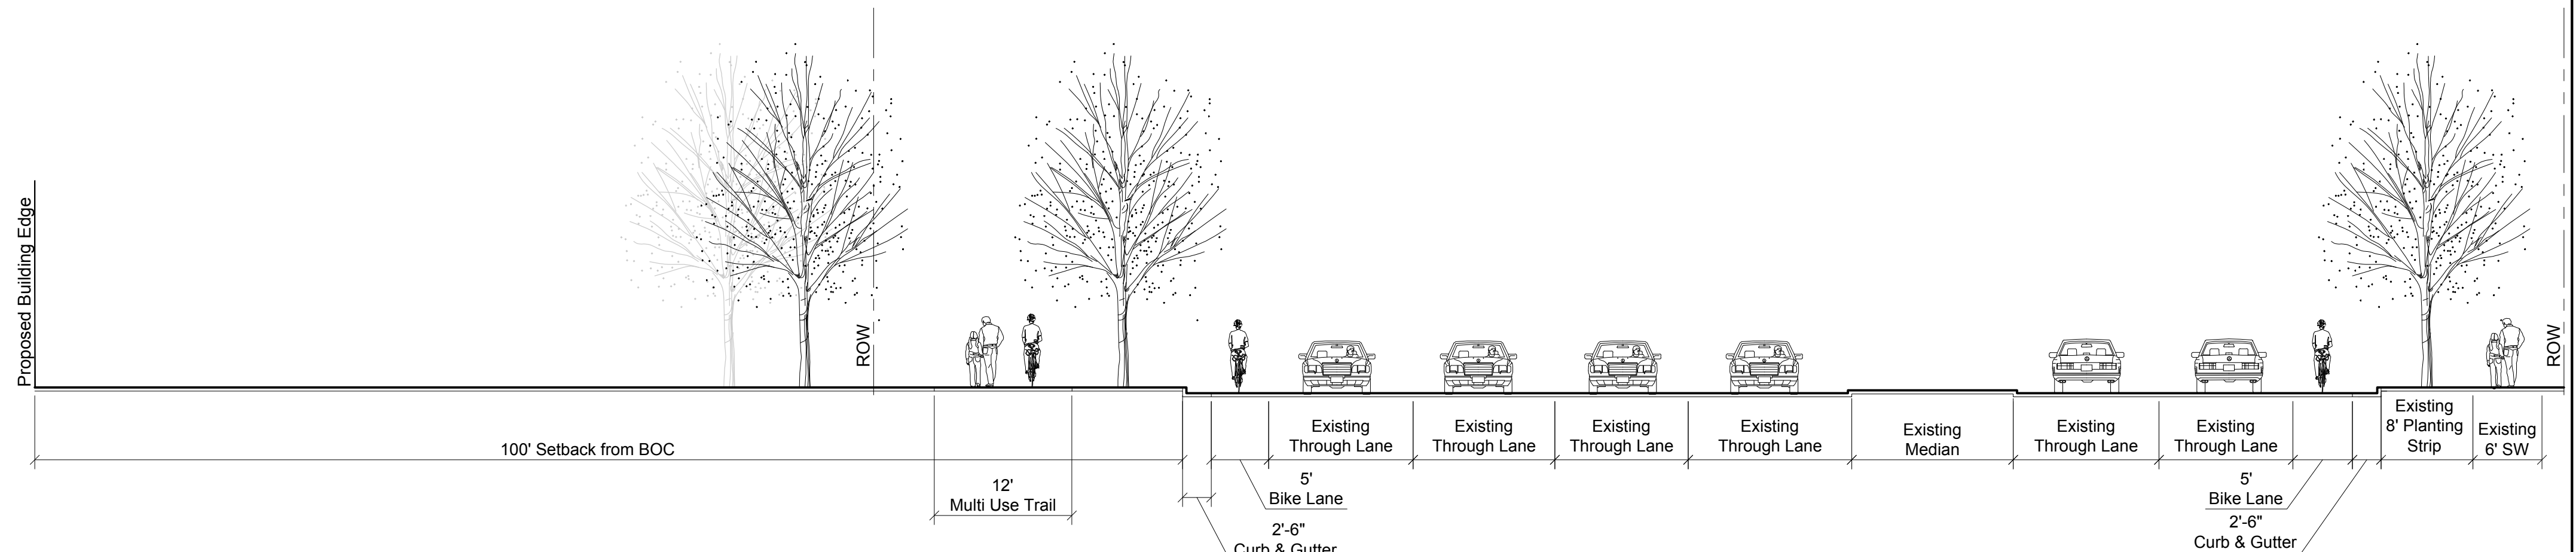 Proposed Building Edge
ROW
ROW
100' Setback from BOC
12'
Multi Use Trail
2'-6"
Curb & Gutter
5'
Bike Lane
Existing
Through Lane
Existing
Through Lane
Existing
Through Lane
Existing
Through Lane
Existing
Median
Existing
Through Lane
Existing
Through Lane
5'
Bike Lane
2'-6"
Curb & Gutter
Existing
8' Planting
Strip
Existing
6' SW